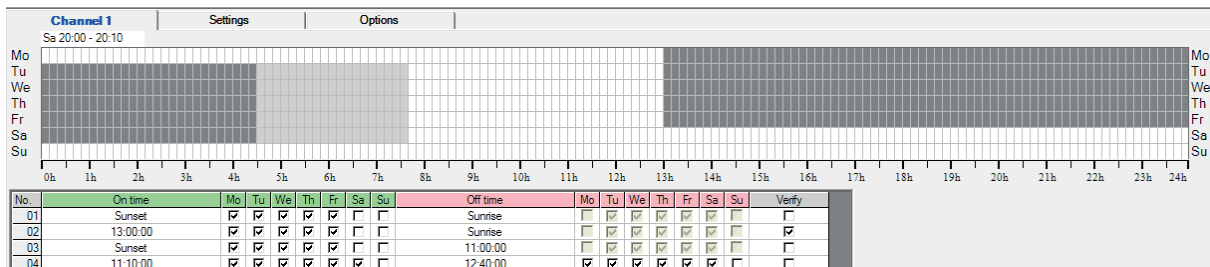 Channel 1 Settings Options
Sa 20:00 - 20:10
Mo Mo
Tu Tu
We We
Th Th
Fr Fr
Sa Sa
Su Su
0h 1h 2h 3h 4h 5h 6h 7h 8h 9h 10h 11h 12h 13h 14h 15h 16h 17h 18h 19h 20h 21h 22h 23h 24h
No. On time Mo Tu We Th Fr Sa Su Off time Mo Tu We Th Fr Sa Su Verify
01 Sunset Sunrise
02 13:00:00 Sunrise
03 Sunset 11:00:00
04 11:10:00 12:40:00